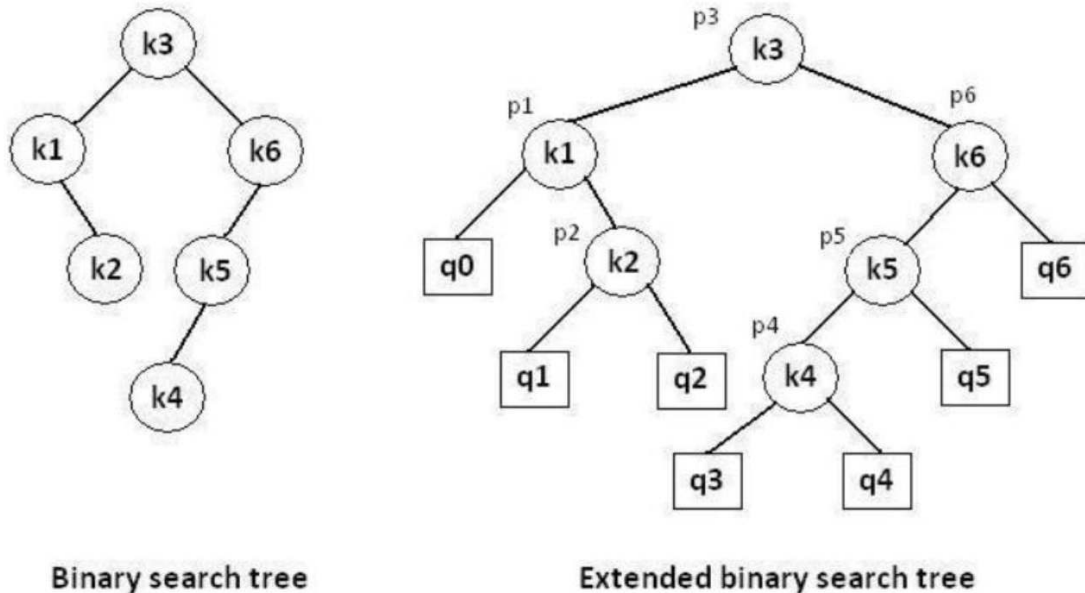 k3
k1
k6
k2
k5
k4
Binary search tree
p3
k3
p1
k1
p6
k6
q0
p2
k2
p5
k5
q6
q1
q2
p4
k4
q5
q3
q4
Extended binary search tree